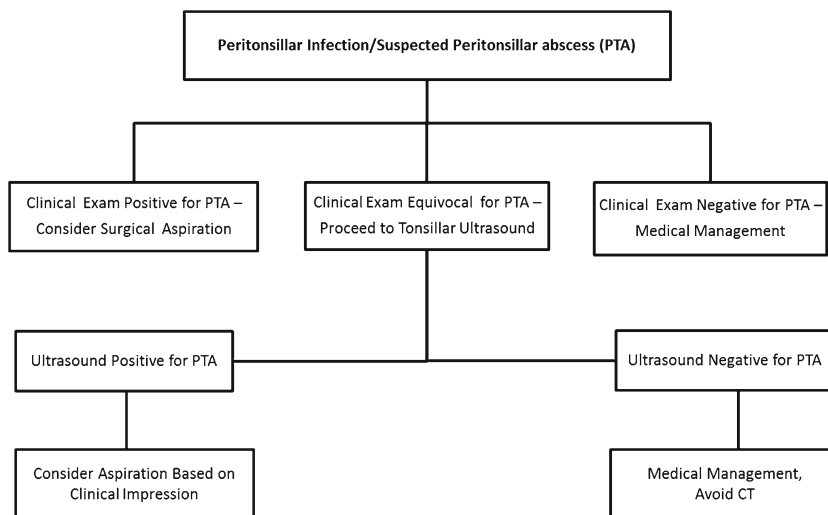 Peritonsillar Infection/Suspected Peritonsillar abscess (PTA)
Clinical Exam Positive for PTA –
Consider Surgical Aspiration
Clinical Exam Equivocal for PTA –
Proceed to Tonsillar Ultrasound
Clinical Exam Negative for PTA –
Medical Management
Ultrasound Positive for PTA
Ultrasound Negative for PTA
Consider Aspiration Based on
Clinical Impression
Medical Management,
Avoid CT